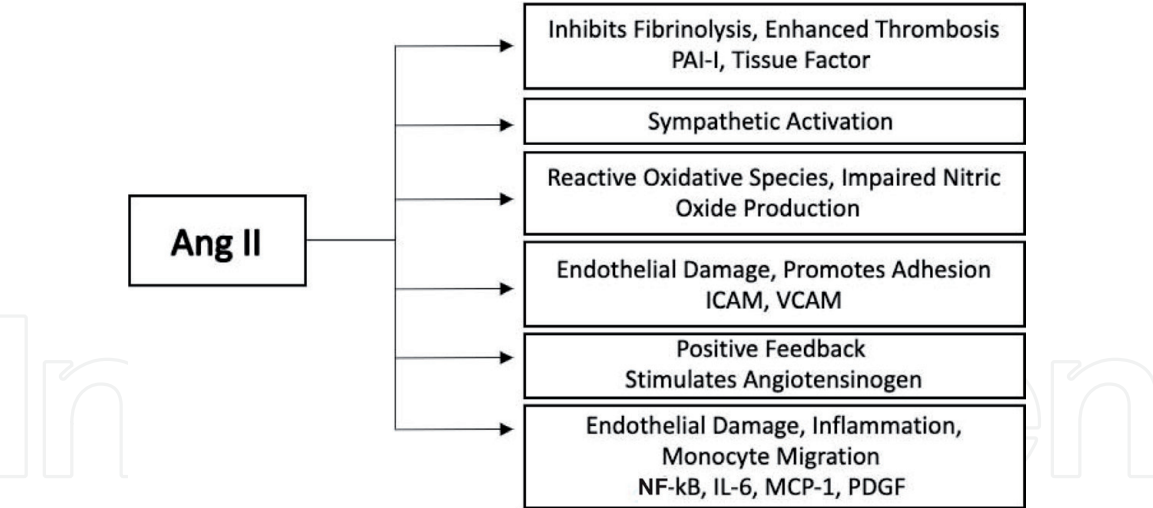 Inhibits Fibrinolysis, Enhanced Thrombosis
PAI-I, Tissue Factor
Sympathetic Activation
Reactive Oxidative Species, Impaired Nitric
Oxide Production
Ang II
Endothelial Damage, Promotes Adhesion
ICAM, VCAM
Positive Feedback
Stimulates Angiotensinogen
Endothelial Damage, Inflammation,
Monocyte Migration
NF-kB, IL-6, MCP-1, PDGF